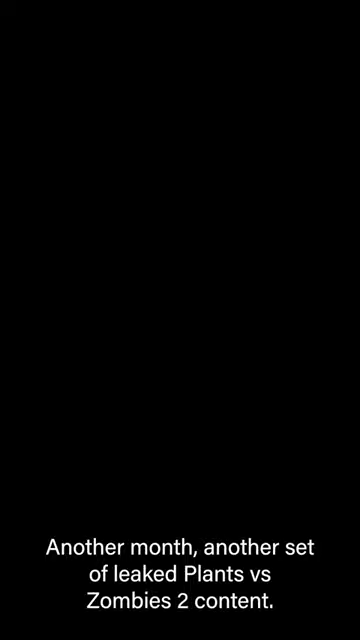 Another month, another set
of leaked Plants vs
Zombies 2 content.